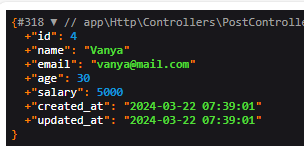 {#318 ▼ // app\Http\Controllers\PostControlle
+"id": 4
+"name": "Vanya"
+"email": "vanya@mail.com"
+"age": 30
+"salary": 5000
+"created_at": "2024-03-22 07:39:01"
+"updated_at": "2024-03-22 07:39:01"
}